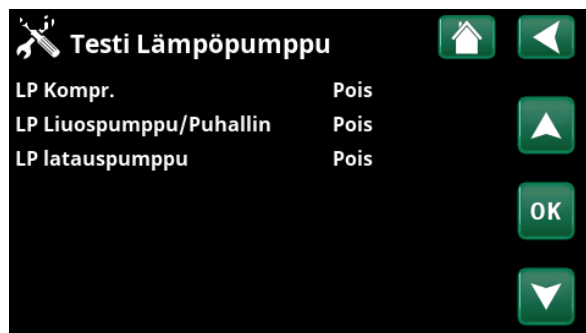 Testi Lämpöpumppu
LP Kompr. Pois
LP Liuospumppu/Puhallin Pois
LP latauspumppu Pois
OK